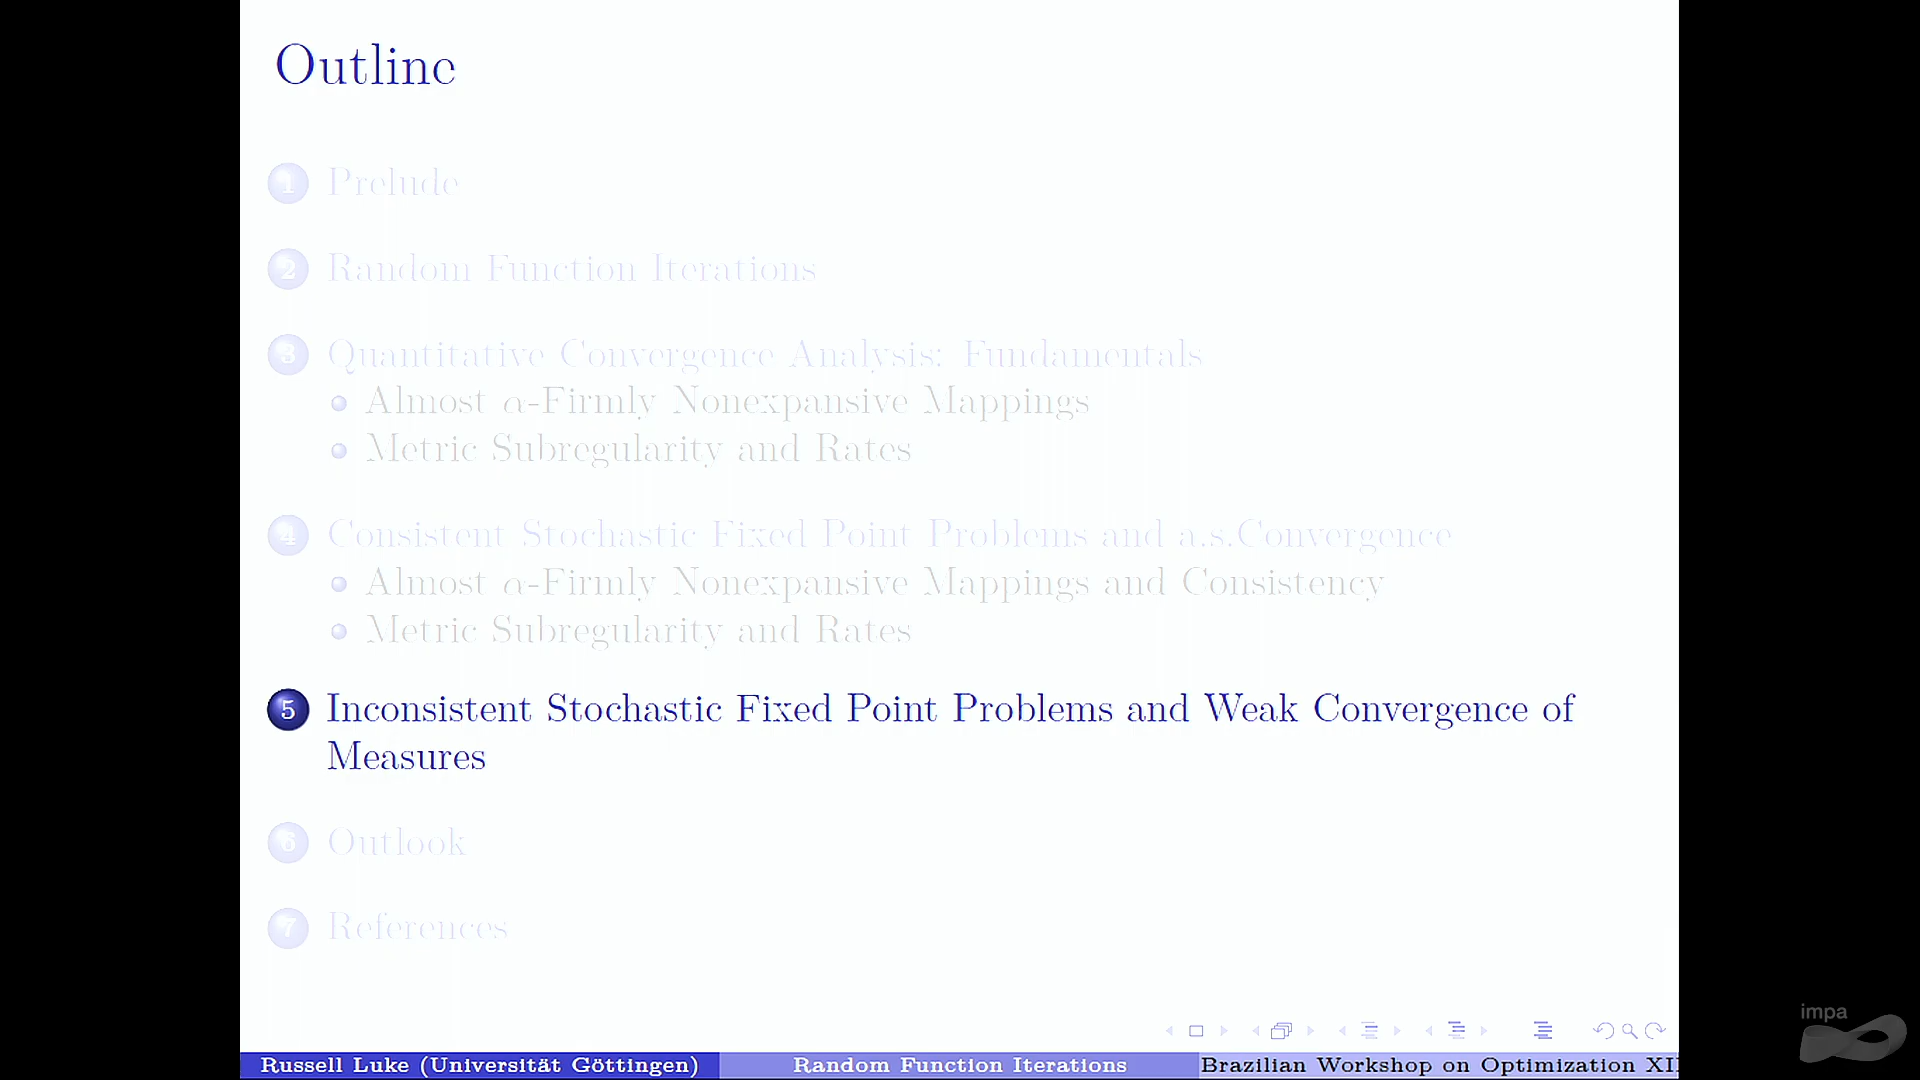 Outline
1 Prelude
2 Random Function Iterations
3 Quantitative Convergence Analysis: Fundamentals
Almost α-Firmly Nonexpansive Mappings
Metric Subregularity and Rates
4 Consistent Stochastic Fixed Point Problems and a.s.Convergence
Almost α-Firmly Nonexpansive Mappings and Consistency
Metric Subregularity and Rates
5 Inconsistent Stochastic Fixed Point Problems and Weak Convergence of
Measures
6 Outlook
7 References
impa
Russell Luke (Universität Göttingen) Random Function Iterations Brazilian Workshop on Optimization